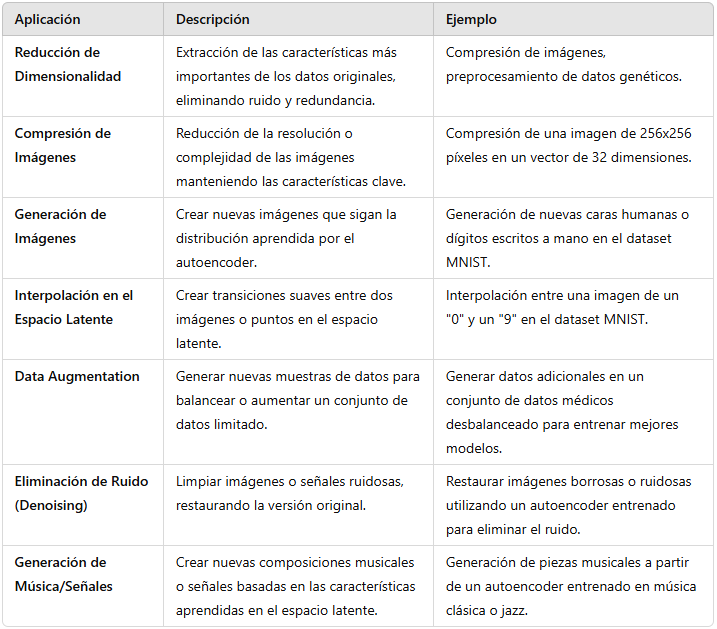 Aplicación
Descripción
Ejemplo
Reducción de
Dimensionalidad
Extracción de las características más
importantes de los datos originales,
eliminando ruido y redundancia.
Compresión de imágenes,
preprocesamiento de datos genéticos.
Compresión de
Imágenes
Reducción de la resolución o
complejidad de las imágenes
manteniendo las características clave.
Compresión de una imagen de 256x256
píxeles en un vector de 32 dimensiones.
Generación de
Imágenes
Crear nuevas imágenes que sigan la
distribución aprendida por el
autoencoder.
Generación de nuevas caras humanas o
dígitos escritos a mano en el dataset
MNIST.
Interpolación en el
Espacio Latente
Crear transiciones suaves entre dos
imágenes o puntos en el espacio
latente.
Interpolación entre una imagen de un
"0" y un "9" en el dataset MNIST.
Data Augmentation
Generar nuevas muestras de datos para
balancear o aumentar un conjunto de
datos limitado.
Generar datos adicionales en un
conjunto de datos médicos
desbalanceado para entrenar mejores
modelos.
Eliminación de Ruido
(Denoising)
Limpiar imágenes o señales ruidosas,
restaurando la versión original.
Restaurar imágenes borrosas o ruidosas
utilizando un autoencoder entrenado
para eliminar el ruido.
Generación de
Música/Señales
Crear nuevas composiciones musicales
o señales basadas en las características
aprendidas en el espacio latente.
Generación de piezas musicales a partir
de un autoencoder entrenado en música
clásica o jazz.